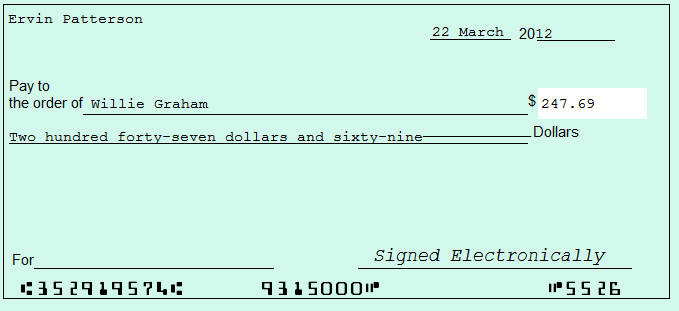 Ervin Patterson
22 March 2012
Pay to
the order of Willie Graham $ 247.69
Two hundred forty-seven dollars and sixty-nine Dollars
For Signed Electronically
⑆352919574⑆ 9315000⑈ ⑈5526